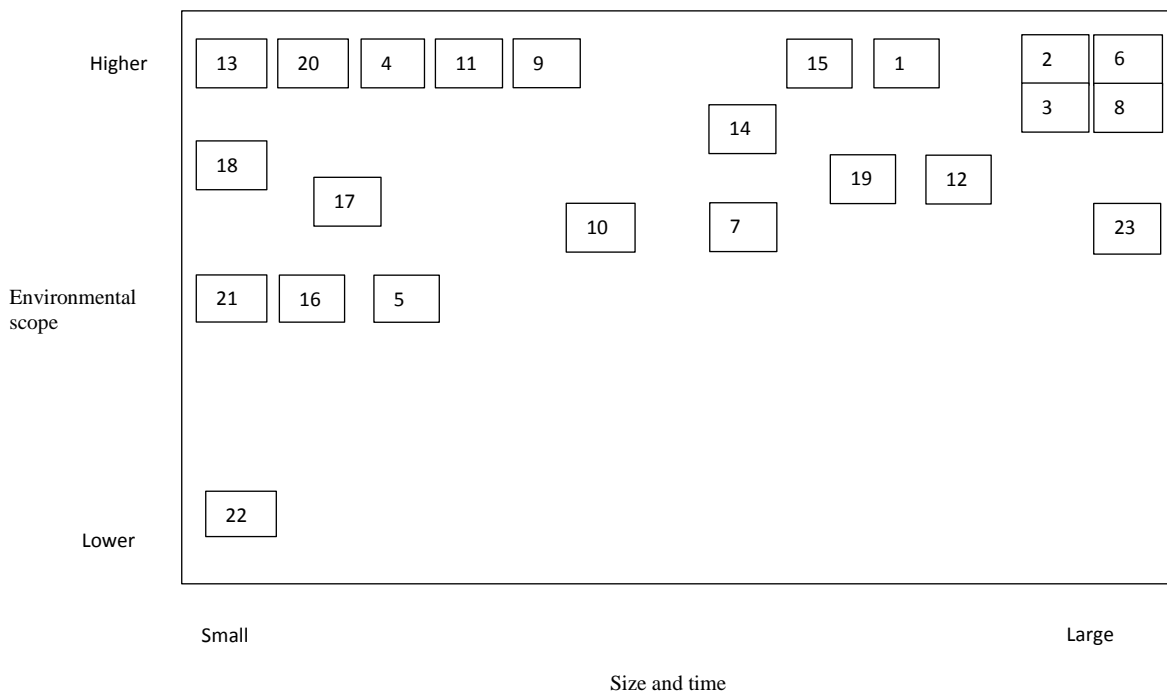 Higher 13 20 4 11 9 15 1 2 6
3 8
14
18
19 12
17
10 7 23
Environmental
scope
21 16 5
22
Lower
Small Large
Size and time